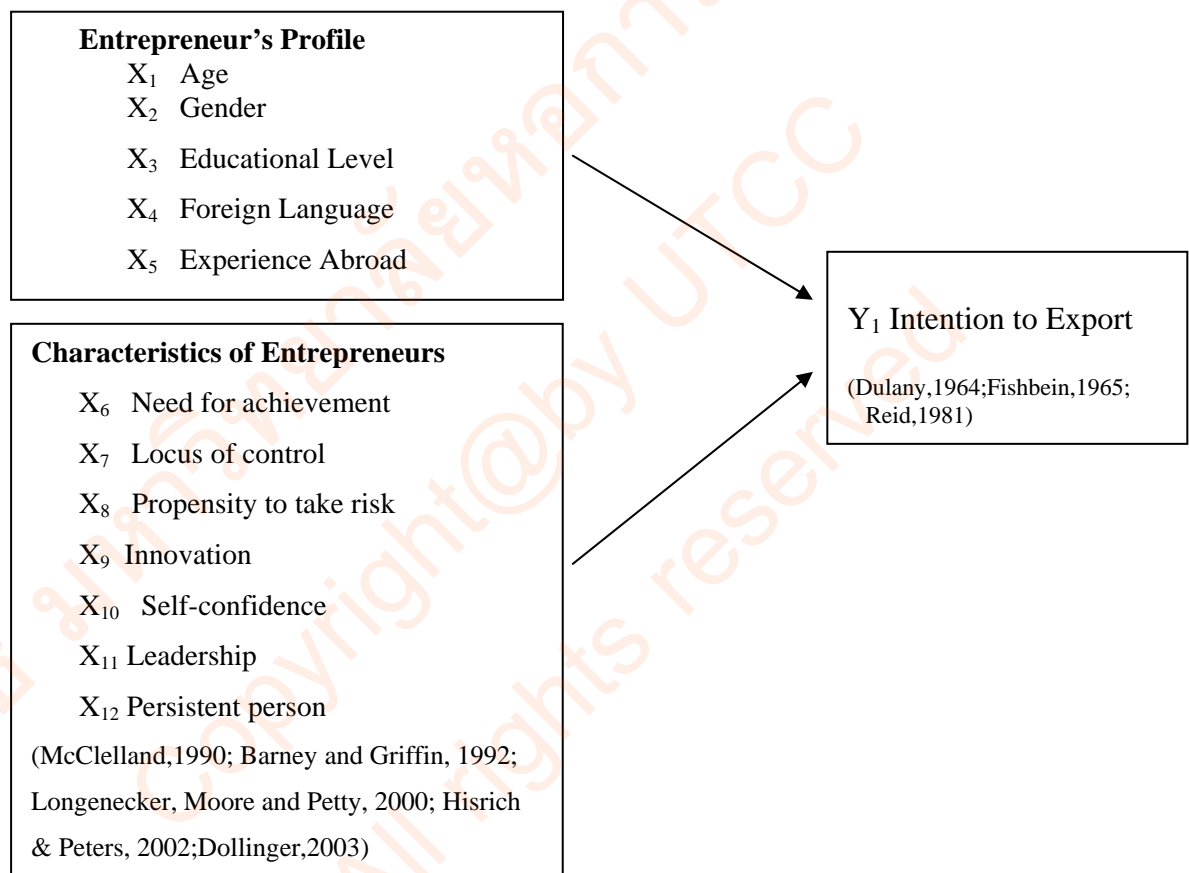 Entrepreneur’s Profile
X₁ Age
X₂ Gender
X₃ Educational Level
X₄ Foreign Language
X₅ Experience Abroad
Characteristics of Entrepreneurs
X₆ Need for achievement
X₇ Locus of control
X₈ Propensity to take risk
X₉ Innovation
X₁₀ Self-confidence
X₁₁ Leadership
X₁₂ Persistent person
(McClelland,1990; Barney and Griffin, 1992;
Longenecker, Moore and Petty, 2000; Hisrich
& Peters, 2002;Dollinger,2003)
Y₁ Intention to Export
(Dulany,1964;Fishbein,1965;
Reid,1981)
Copyright@by UTCC
All rights reserved